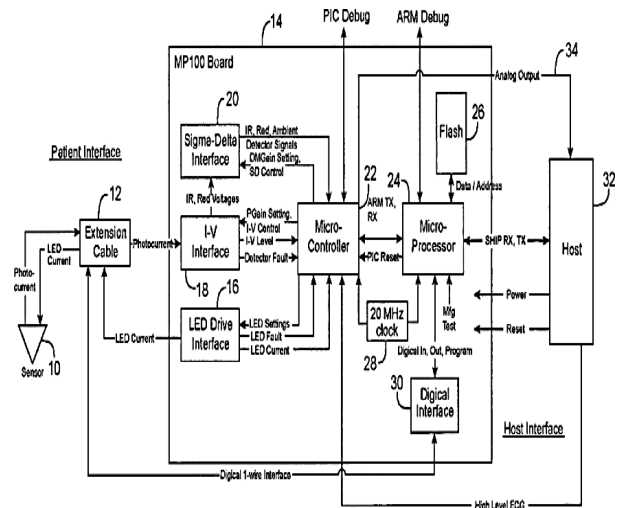 PIC Debug
ARM Debug
14
34
MP100 Board
Analog Output
20
26
Sigma-Delta
Interface
IR, Red, Ambient
Detector Signals
DMGain Setting,
SD Control
Flash
Patient Interface
22
24
32
12
IR, Red Voltages
ARM TX,
RX
Data / Address
Extension
Cable
Photocurrent
I-V
Interface
PGain Setting,
I-V Control
I-V Level
Detector Fault
Micro-
Controller
Micro-
Processor
SHIP RX, TX
Host
LED
Current
PIC Reset
Photo-
current
18
16
Power
LED Drive
Interface
LED Settings
LED Fault
LED Current
20 MHz
clock
Mfg
Test
Reset
LED Current
28
Digical In, Out, Program
10
Sensor
30
Digical
Interface
Host Interface
Digical 1-wire Interface
High Level ECG